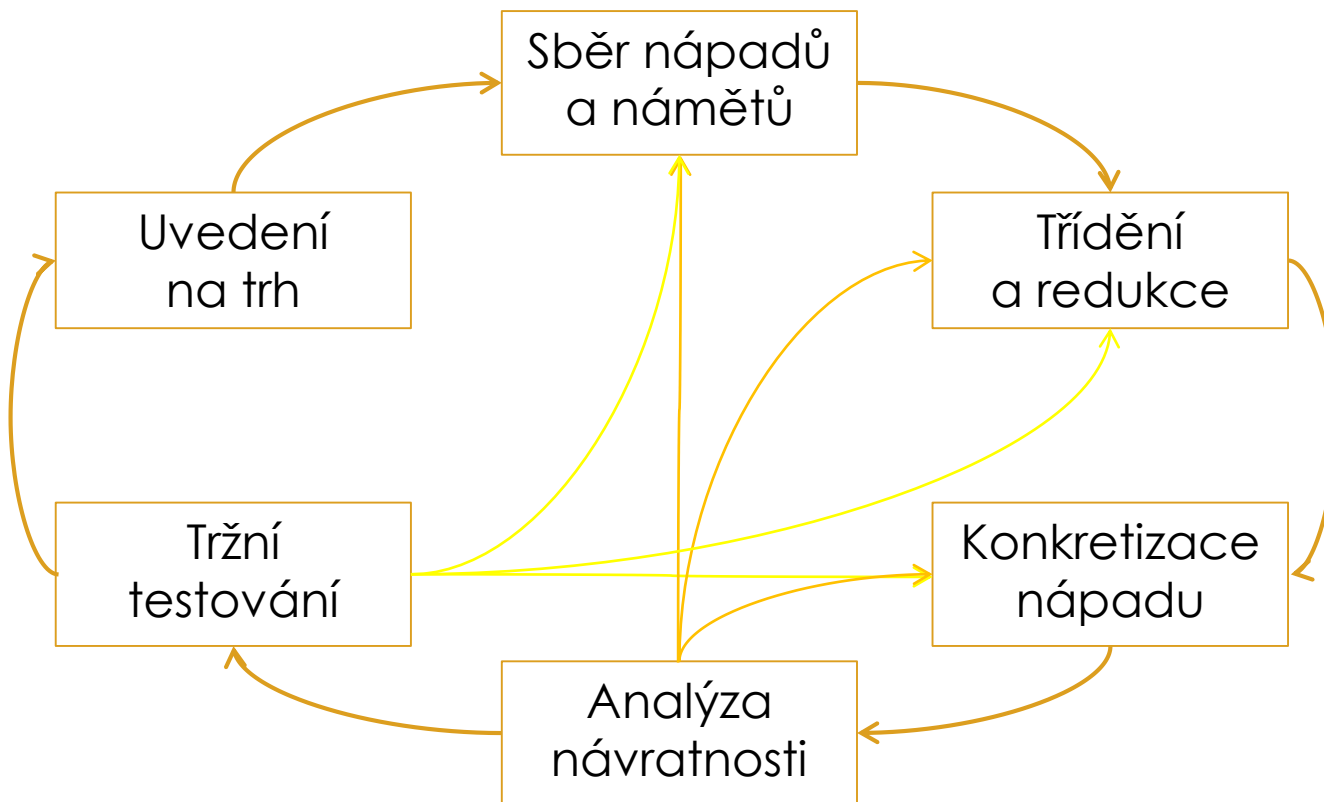 Sběr nápadů
a námětů
Uvedení
na trh
Třídění
a redukce
Tržní
testování
Konkretizace
nápadu
Analýza
návratnosti